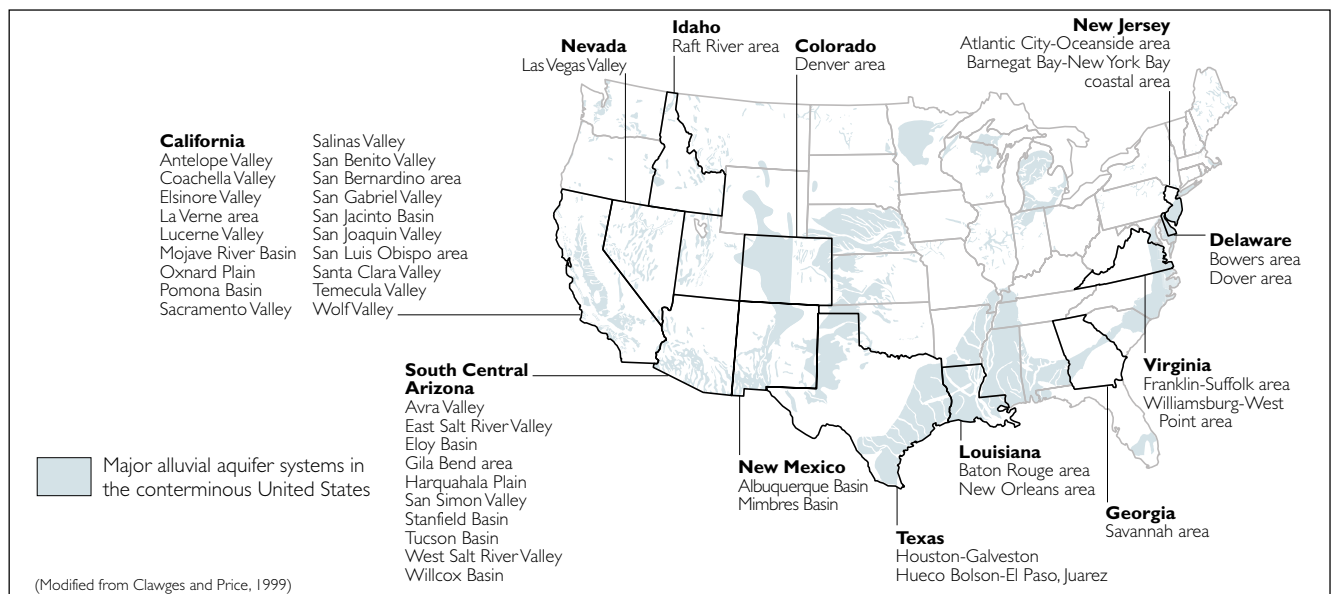 Idaho
Raft River area
Nevada
Las Vegas Valley
Colorado
Denver area
New Jersey
Atlantic City-Oceanside area
Barnegat Bay-New York Bay
coastal area
California
Antelope Valley
Coachella Valley
Elsinore Valley
La Verne area
Lucerne Valley
Mojave River Basin
Oxnard Plain
Pomona Basin
Sacramento Valley
Salinas Valley
San Benito Valley
San Bernardino area
San Gabriel Valley
San Jacinto Basin
San Joaquin Valley
San Luis Obispo area
Santa Clara Valley
Temecula Valley
Wolf Valley
Delaware
Bowers area
Dover area
Virginia
Franklin-Suffolk area
Williamsburg-West
Point area
South Central
Arizona
Avra Valley
East Salt River Valley
Eloy Basin
Gila Bend area
Harquahala Plain
San Simon Valley
Stanfield Basin
Tucson Basin
West Salt River Valley
Willcox Basin
New Mexico
Albuquerque Basin
Mimbres Basin
Louisiana
Baton Rouge area
New Orleans area
Georgia
Savannah area
Texas
Houston-Galveston
Hueco Bolson-El Paso, Juarez
Major alluvial aquifer systems in
the conterminous United States
(Modified from Clawges and Price, 1999)